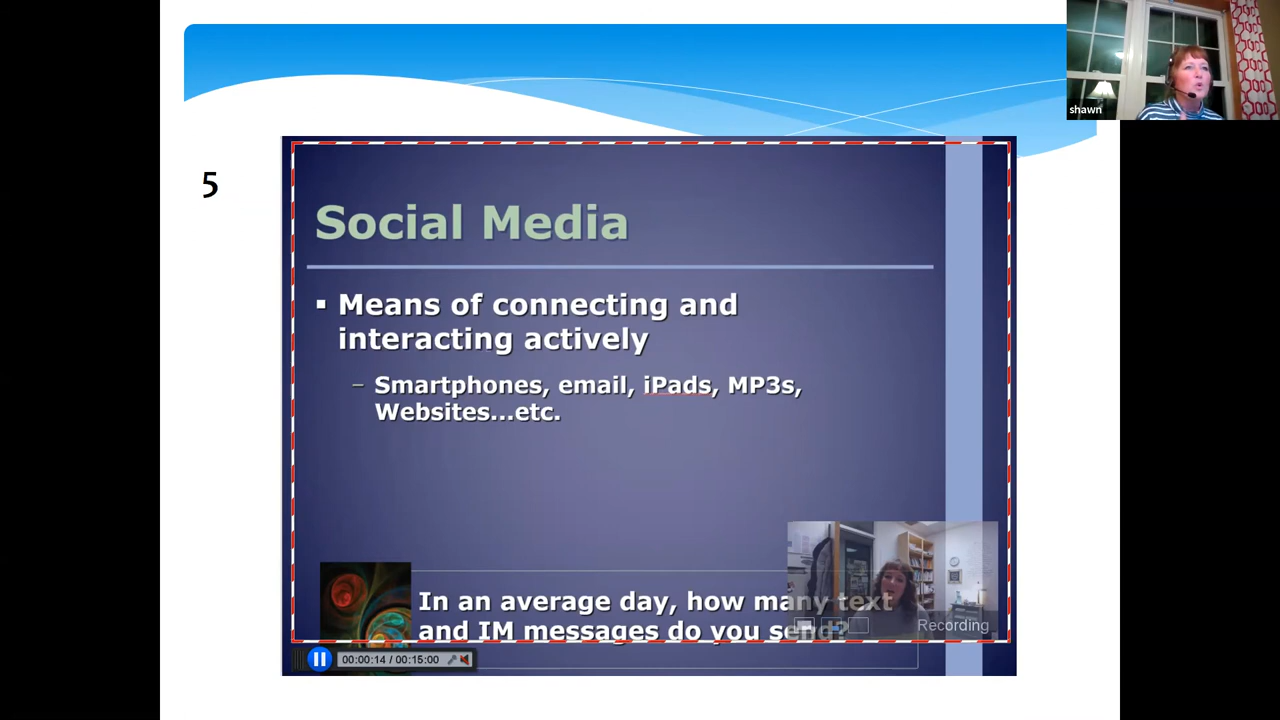 shawn
5
Social Media
▪ Means of connecting and
interacting actively
– Smartphones, email, iPads, MP3s,
Websites...etc.
In an average day, how many text
and IM messages do you send?
Recording
00:00:14 / 00:15:00